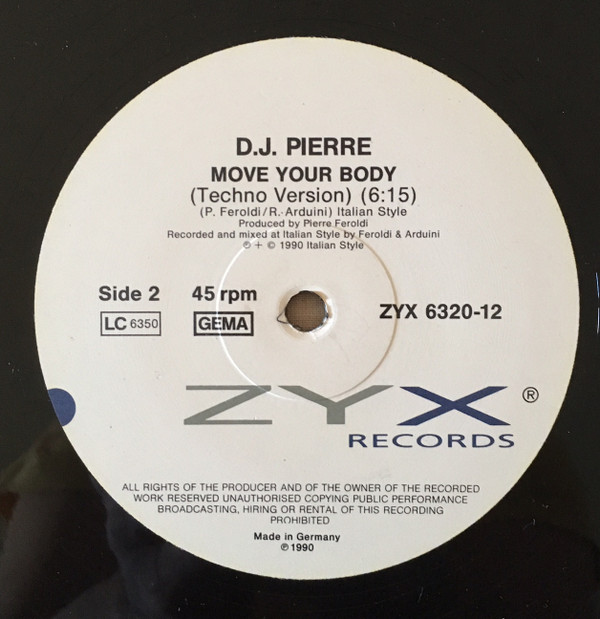 D.J. PIERRE
MOVE YOUR BODY
(Techno Version) (6:15)
(P. Feroldi/R. Arduini) Italian Style
Produced by Pierre Feroldi
Recorded and mixed at Italian Style by Feroldi & Arduini
℗ + © 1990 Italian Style
Side 2 45 rpm
ZYX 6320-12
LC 6350 GEMA
ZYX ®
RECORDS
ALL RIGHTS OF THE PRODUCER AND OF THE OWNER OF THE RECORDED
WORK RESERVED UNAUTHORISED COPYING PUBLIC PERFORMANCE
BROADCASTING, HIRING OR RENTAL OF THIS RECORDING
PROHIBITED
Made in Germany
℗ 1990